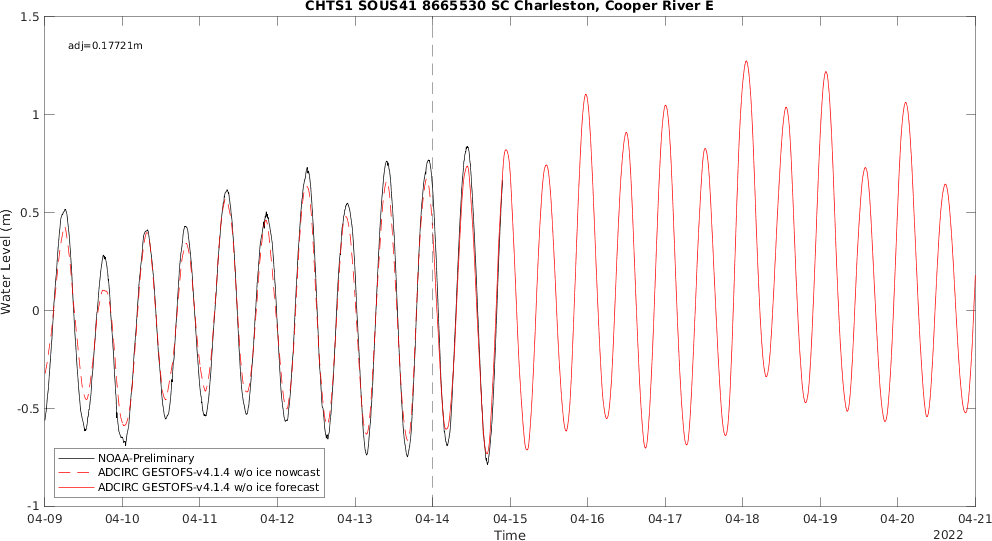 CHTS1 SOUS41 8665530 SC Charleston, Cooper River E
adj=0.17721m
1.5
1
0.5
0
-0.5
-1
Water Level (m)
NOAA-Preliminary
ADCIRC GESTOFS-v4.1.4 w/o ice nowcast
ADCIRC GESTOFS-v4.1.4 w/o ice forecast
04-09 04-10 04-11 04-12 04-13 04-14 04-15 04-16 04-17 04-18 04-19 04-20 04-21
Time
2022